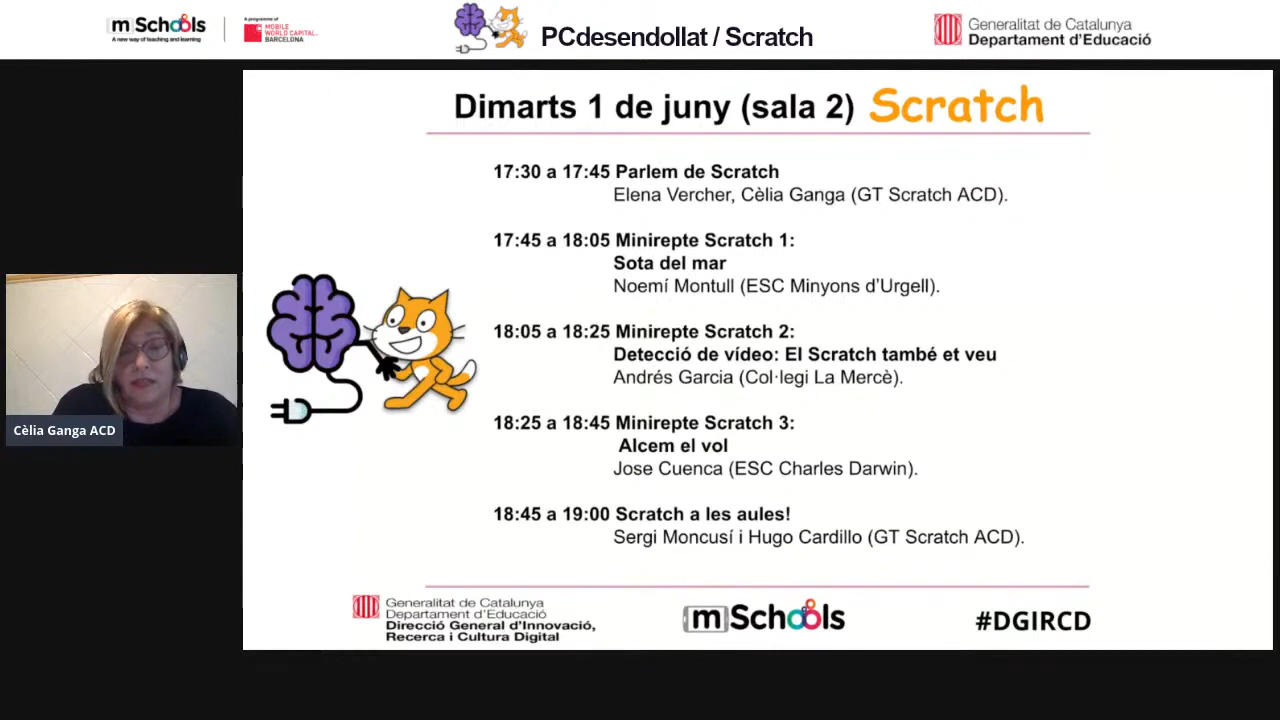 mSchools
A new way of teaching and learning
A programme of
MOBILE
WORLD CAPITAL
BARCELONA
PCdesendollat / Scratch
Generalitat de Catalunya
Departament d'Educació
Dimarts 1 de juny (sala 2) Scratch
17:30 a 17:45 Parlem de Scratch
Elena Vercher, Cèlia Ganga (GT Scratch ACD).
17:45 a 18:05 Minirepte Scratch 1:
Sota del mar
Noemí Montull (ESC Minyons d'Urgell).
18:05 a 18:25 Minirepte Scratch 2:
Detecció de vídeo: El Scratch també et veu
Andrés Garcia (Col·legi La Mercè).
18:25 a 18:45 Minirepte Scratch 3:
Alcem el vol
Jose Cuenca (ESC Charles Darwin).
18:45 a 19:00 Scratch a les aules!
Sergi Moncusí i Hugo Cardillo (GT Scratch ACD).
Cèlia Ganga ACD
Generalitat de Catalunya
Departament d'Educació
Direcció General d'Innovació,
Recerca i Cultura Digital
mSchools
#DGIRCD